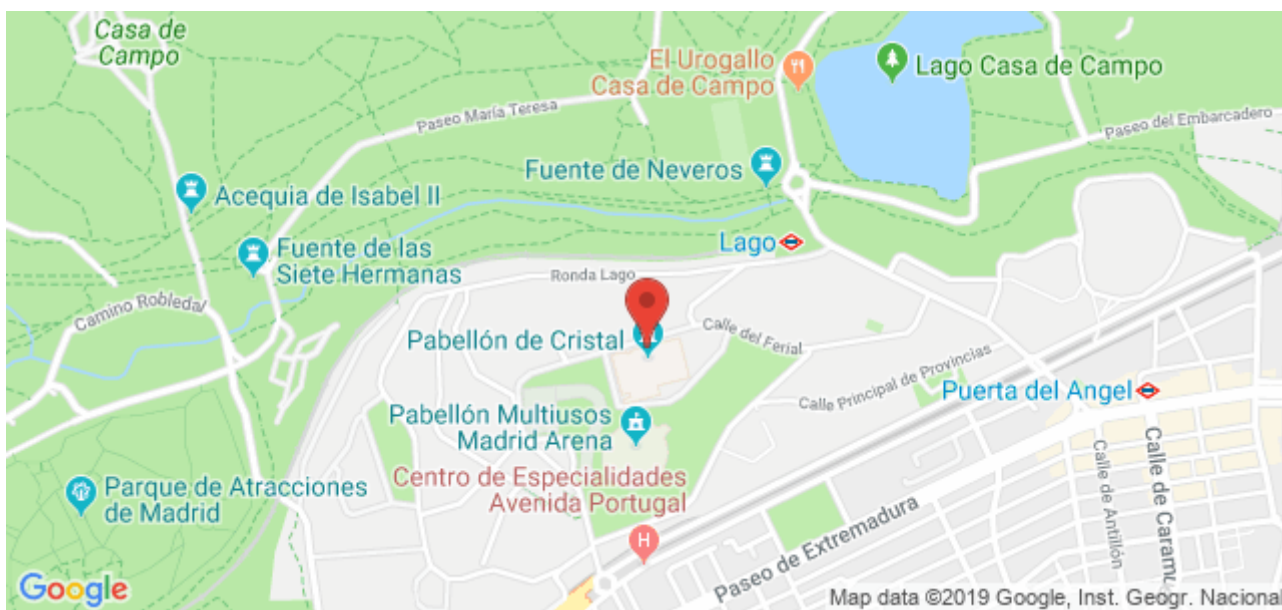 Casa de
Campo
El Urogallo
Casa de Campo
Lago Casa de Campo
Paseo María Teresa
Paseo del Embarcadero
Fuente de Neveros
Acequia de Isabel II
Lago
Fuente de las
Siete Hermanas
Ronda Lago
Camino Robledal
Pabellón de Cristal
Calle del Ferial
Calle Principal de Provincias
Puerta del Angel
Pabellón Multiusos
Madrid Arena
Calle de Antillón
Calle de Caramu
Centro de Especialidades
Avenida Portugal
Parque de Atracciones
de Madrid
H
Paseo de Extremadura
Google
Map data ©2019 Google, Inst. Geogr. Naciona